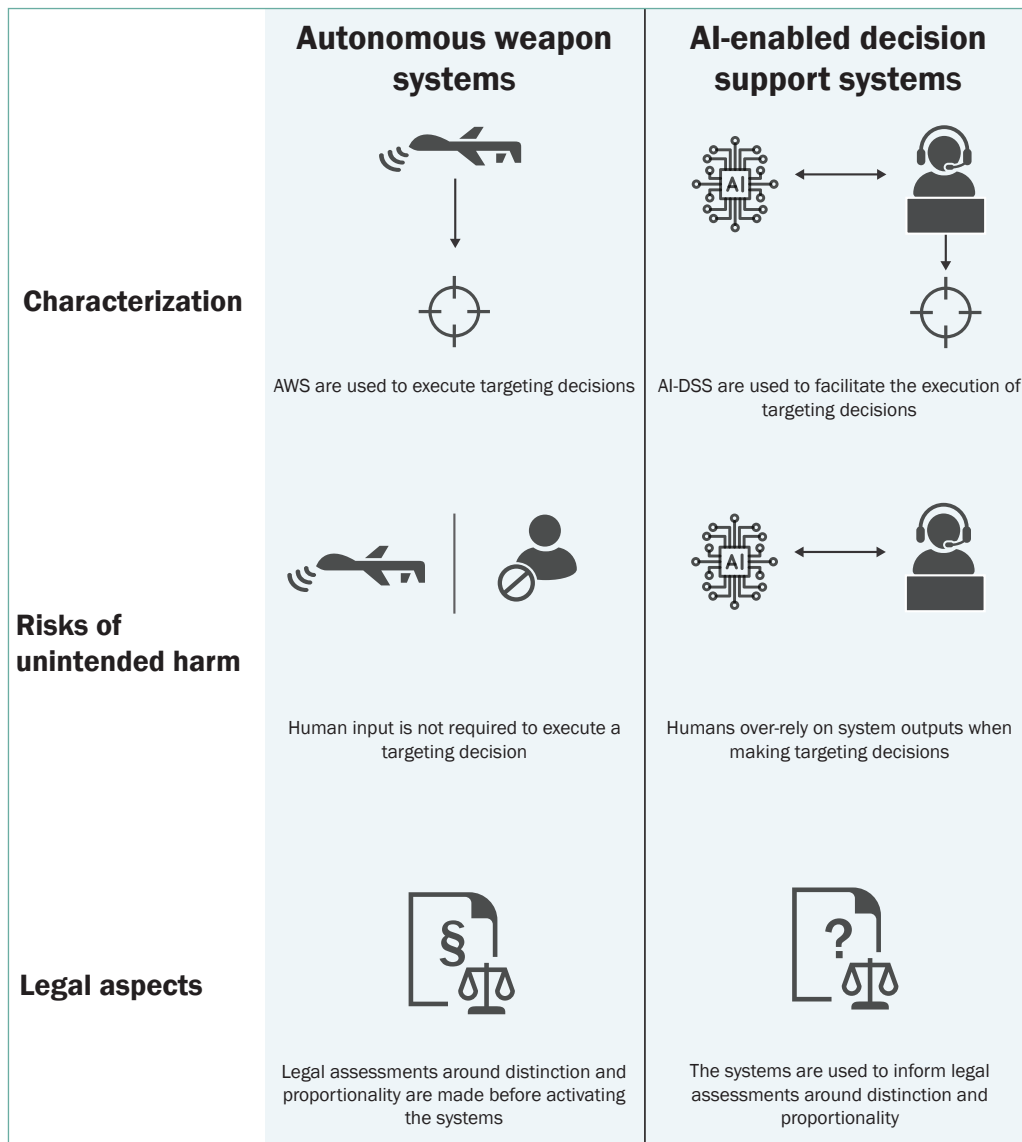 Autonomous weapon
systems
AI-enabled decision
support systems
AI
Characterization
AWS are used to execute targeting decisions
AI-DSS are used to facilitate the execution of
targeting decisions
AI
Risks of
unintended harm
Human input is not required to execute a
targeting decision
Humans over-rely on system outputs when
making targeting decisions
§
?
Legal aspects
Legal assessments around distinction and
proportionality are made before activating
the systems
The systems are used to inform legal
assessments around distinction and
proportionality